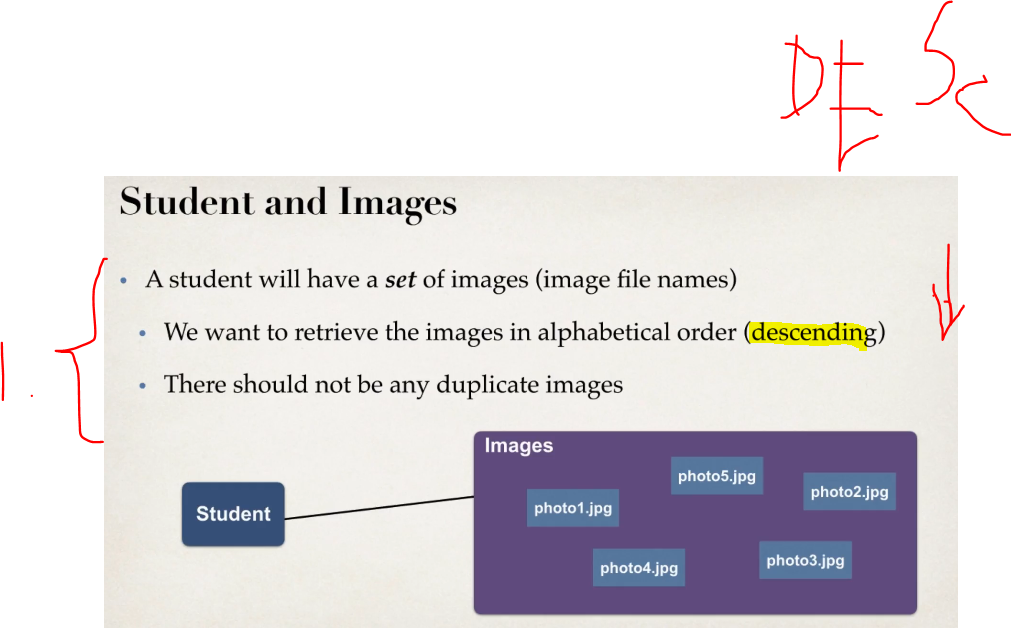 DE Sc
Student and Images
• A student will have a set of images (image file names)
• We want to retrieve the images in alphabetical order (descending)
1.
• There should not be any duplicate images
Images
photo5.jpg
photo2.jpg
photo1.jpg
Student
photo4.jpg
photo3.jpg